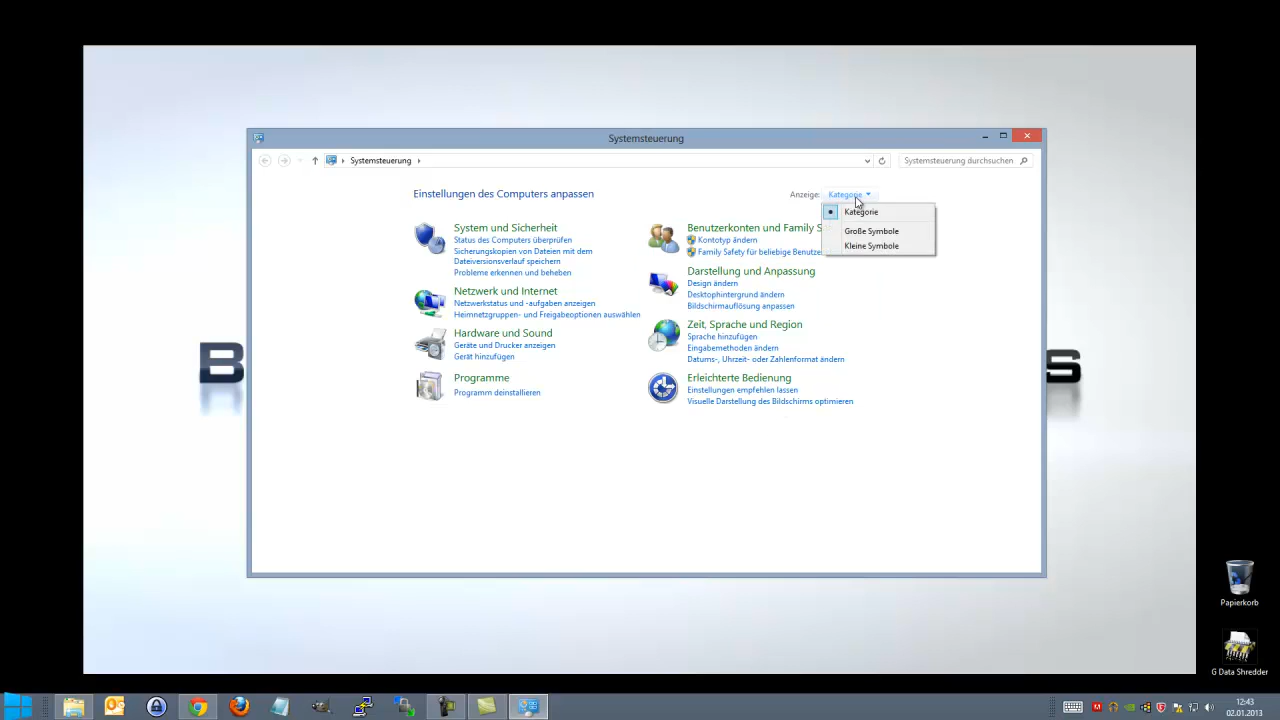 Systemsteuerung
Systemsteuerung
Systemsteuerung durchsuchen
Einstellungen des Computers anpassen
Anzeige: Kategorie
Kategorie
Große Symbole
Kleine Symbole
System und Sicherheit
Status des Computers überprüfen
Sicherungskopien von Dateien mit dem
Dateiversionsverlauf speichern
Probleme erkennen und beheben
Netzwerk und Internet
Netzwerkstatus und -aufgaben anzeigen
Heimnetzgruppen- und Freigabeoptionen auswählen
Hardware und Sound
Geräte und Drucker anzeigen
Gerät hinzufügen
Programme
Programm deinstallieren
Benutzerkonten und Family S
Kontotyp ändern
Family Safety für beliebige Benutze
Darstellung und Anpassung
Design ändern
Desktophintergrund ändern
Bildschirmauflösung anpassen
Zeit, Sprache und Region
Sprache hinzufügen
Eingabemethoden ändern
Datums-, Uhrzeit- oder Zahlenformat ändern
Erleichterte Bedienung
Einstellungen empfehlen lassen
Visuelle Darstellung des Bildschirms optimieren
B
S
Papierkorb
G Data Shredder
12:43
02.01.2013